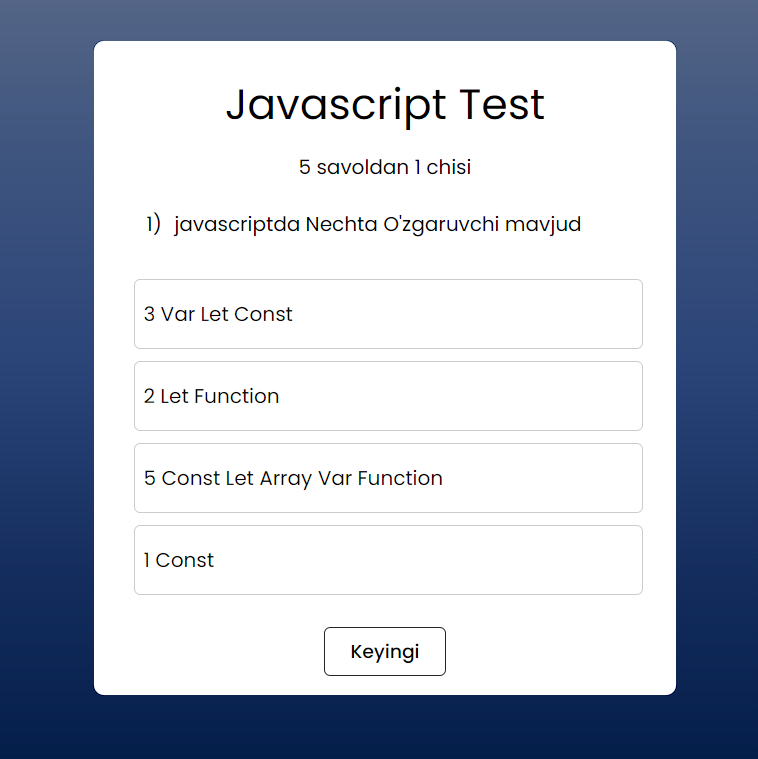 Javascript Test
5 savoldan 1 chisi
1) javascriptda Nechta O'zgaruvchi mavjud
3 Var Let Const
2 Let Function
5 Const Let Array Var Function
1 Const
Keyingi